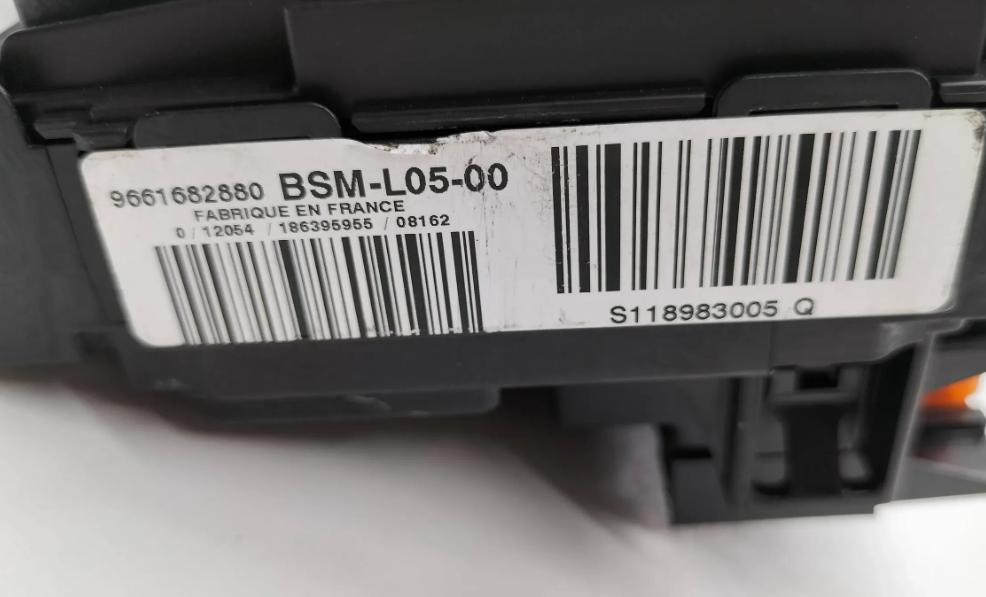 9661682880 BSM-L05-00
FABRIQUE EN FRANCE
0 / 12054 / 186395955 / 08162
S118983005 Q